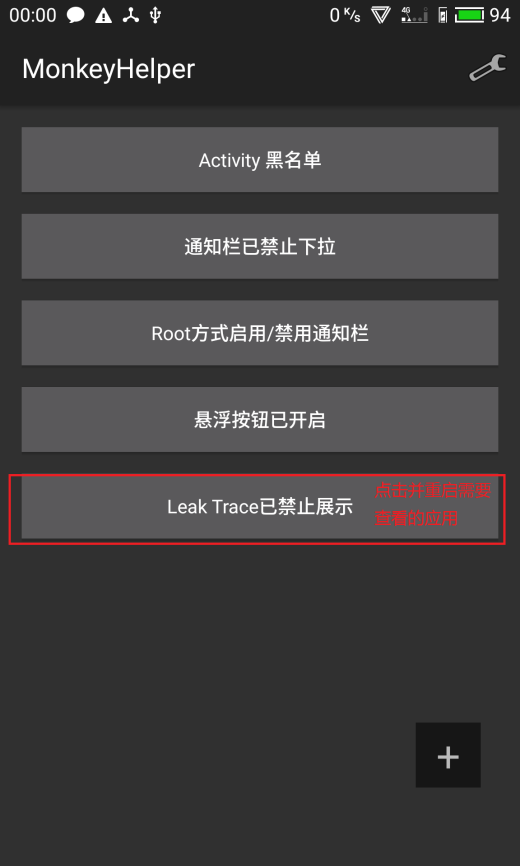 00:00
0 K/s
4G
94
MonkeyHelper
Activity 黑名单
通知栏已禁止下拉
Root方式启用/禁用通知栏
悬浮按钮已开启
Leak Trace已禁止展示
点击并重启需要
查看的应用
+